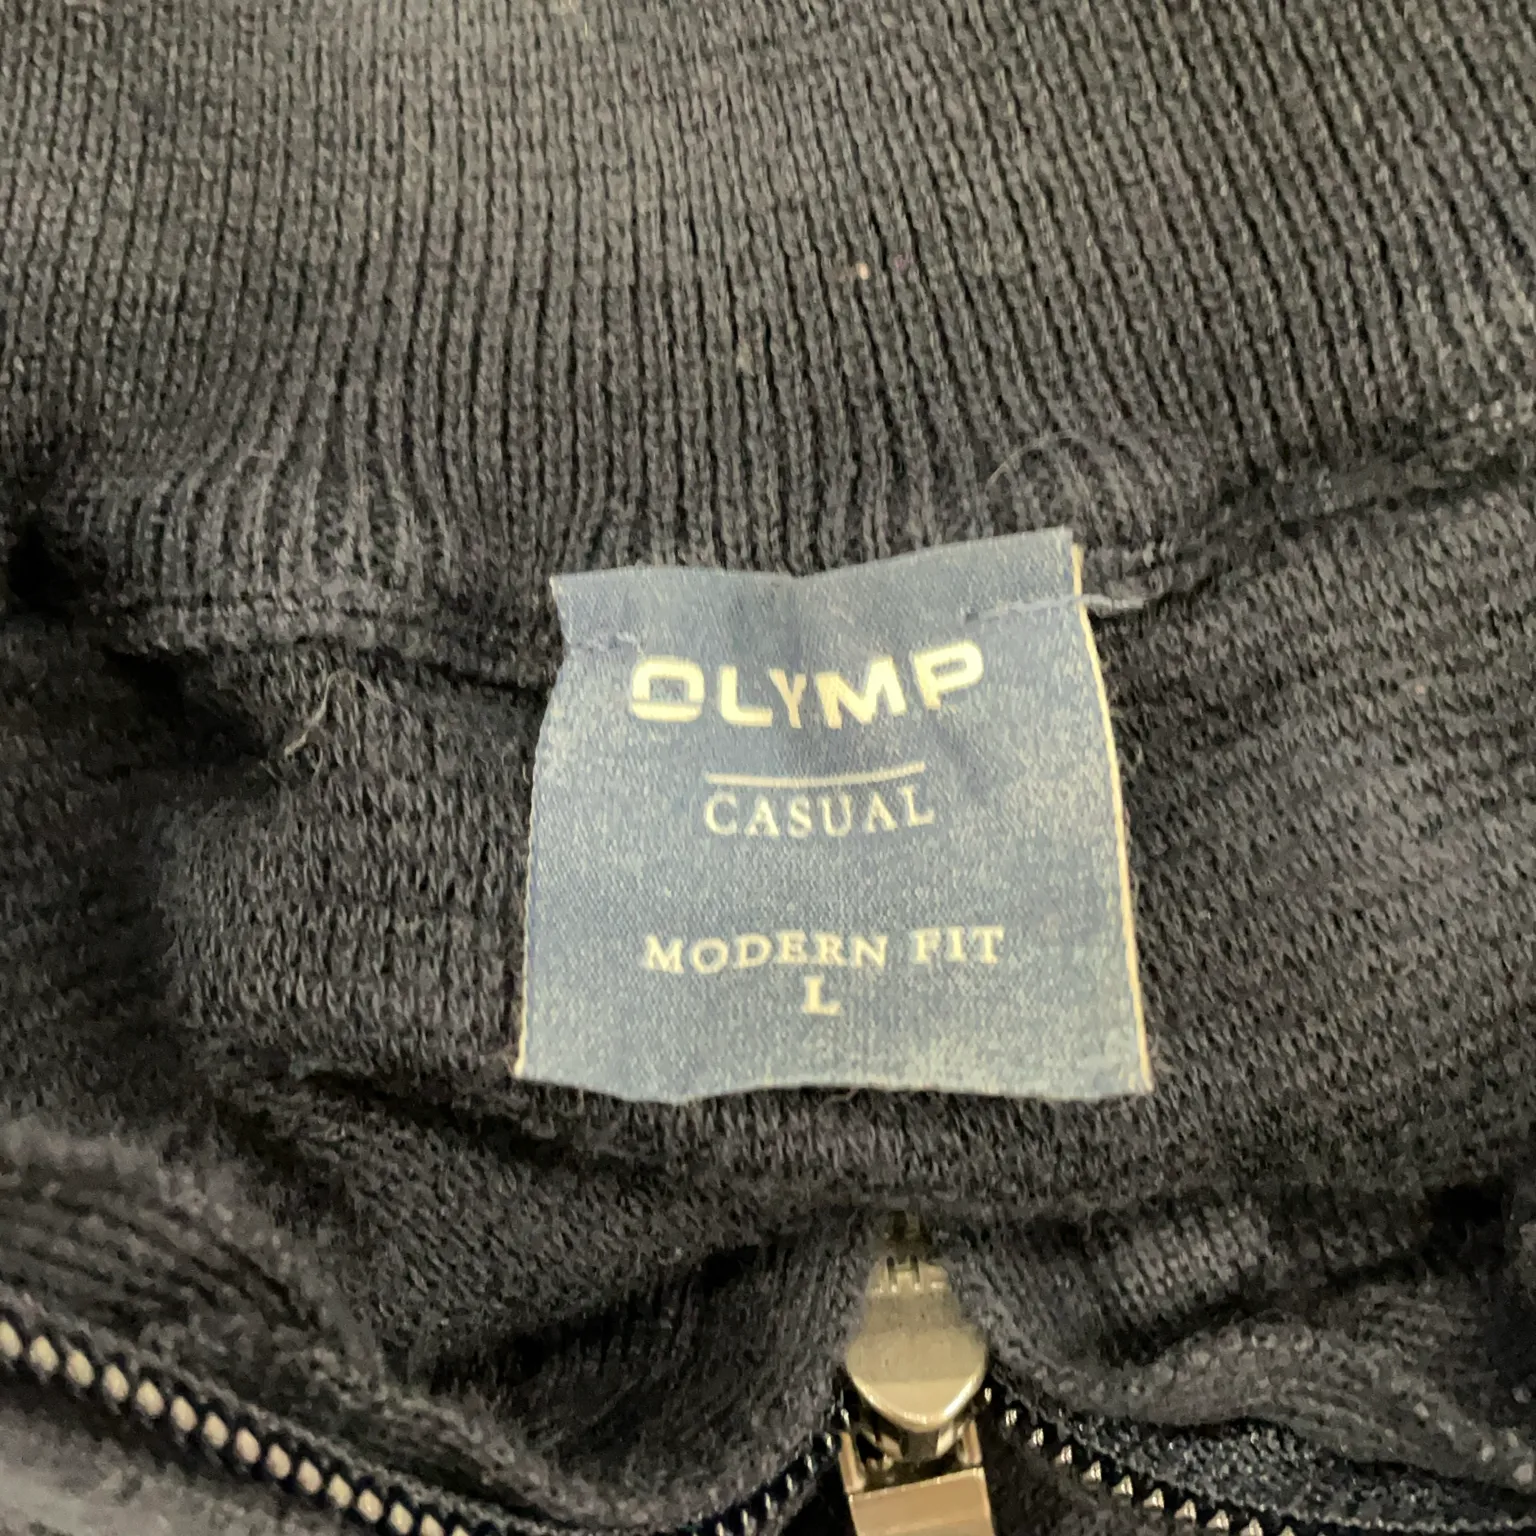 OLYMP
CASUAL
MODERN FIT
L